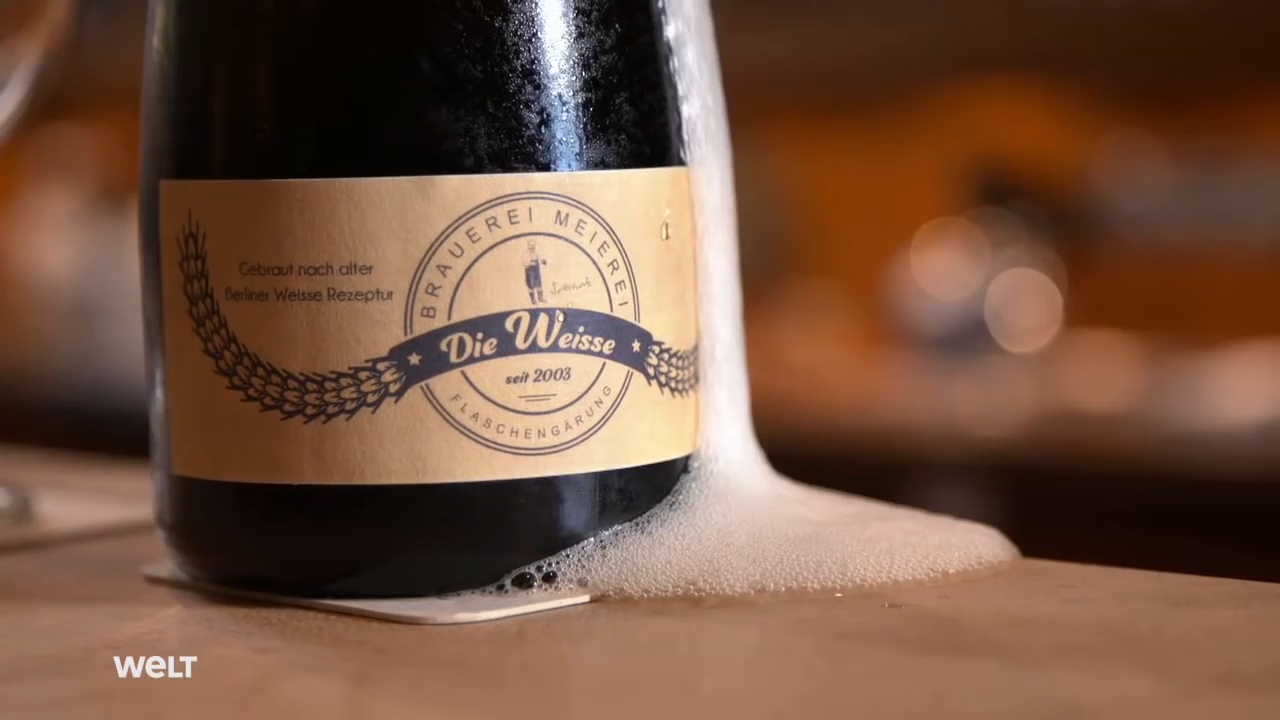 Gebraut nach alter
Berliner Weisse Rezeptur
BRAUEREI MEIEREI
Die Weisse
seit 2003
FLASCHENGÄRUNG
WELT